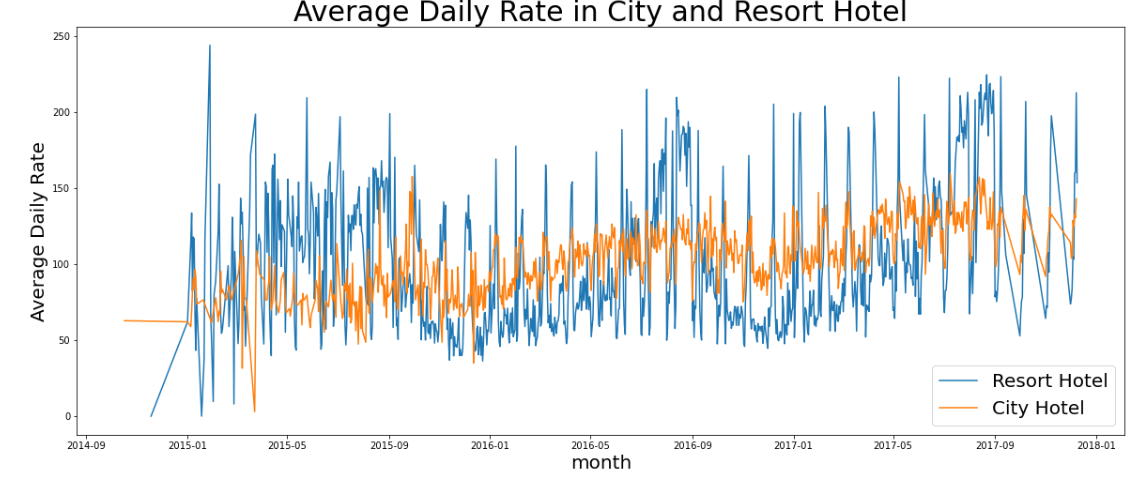 Average Daily Rate in City and Resort Hotel
250
200
150
100
50
0
Average Daily Rate
2014-09 2015-01 2015-05 2015-09 2016-01 2016-05 2016-09 2017-01 2017-05 2017-09 2018-01
month
Resort Hotel
City Hotel